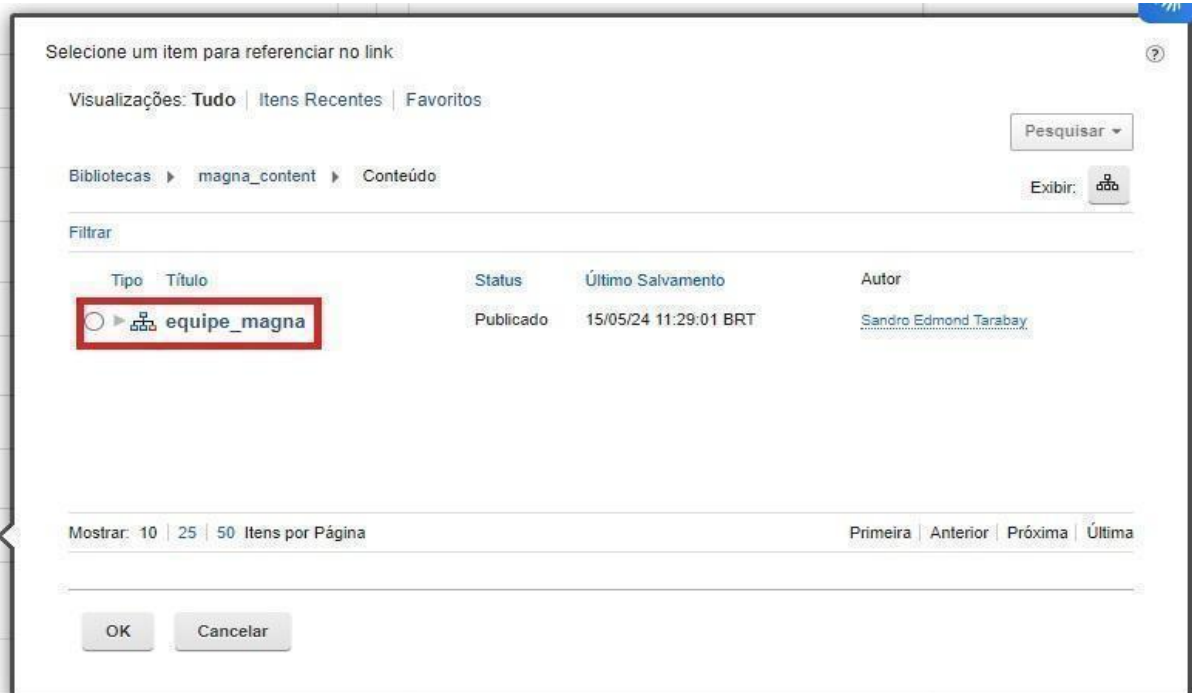 Selecione um item para referenciar no link
Visualizações: Tudo | Itens Recentes | Favoritos
Pesquisar
Bibliotecas magna_content Conteúdo
Exibir:
Filtrar
Tipo Título Status Último Salvamento Autor
equipe_magna Publicado 15/05/24 11:29:01 BRT Sandro Edmond Tarabay
Mostrar: 10 | 25 | 50 Itens por Página Primeira | Anterior | Próxima | Última
OK Cancelar